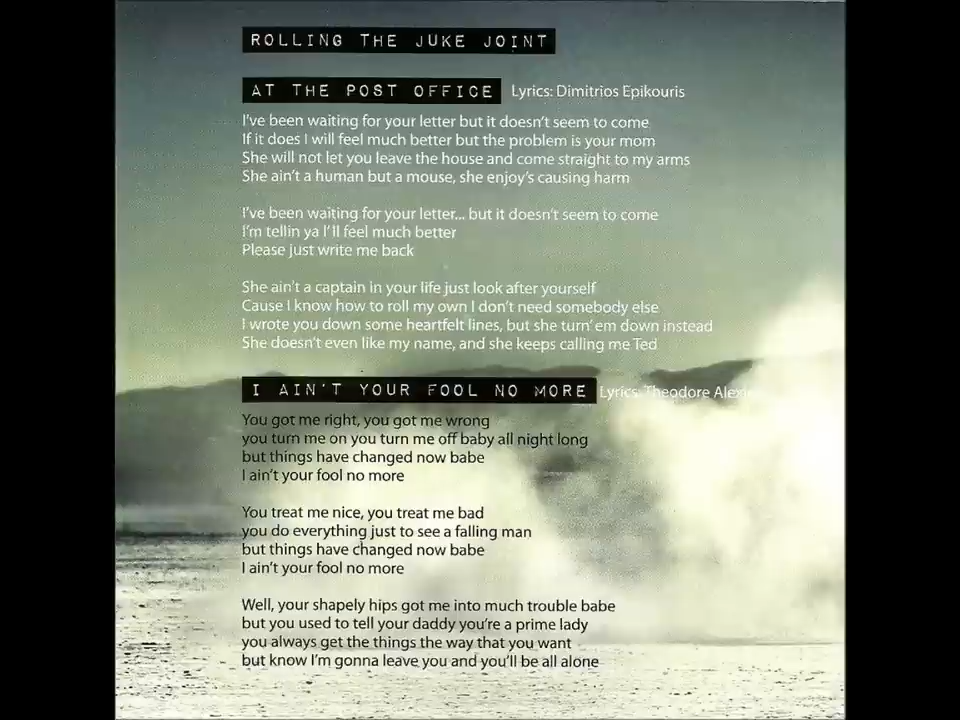 ROLLING THE JUKE JOINT
AT THE POST OFFICE Lyrics: Dimitrios Epikouris
I've been waiting for your letter but it doesn't seem to come
If it does I will feel much better but the problem is your mom
She will not let you leave the house and come straight to my arms
She ain't a human but a mouse, she enjoy's causing harm
I've been waiting for your letter... but it doesn't seem to come
I'm tellin ya I'll feel much better
Please just write me back
She ain't a captain in your life just look after yourself
Cause I know how to roll my own I don't need somebody else
I wrote you down some heartfelt lines, but she turn' em down instead
She doesn't even like my name, and she keeps calling me Ted
I AIN'T YOUR FOOL NO MORE Lyrics: Theodore
You got me right, you got me wrong
you turn me on you turn me off baby all night long
but things have changed now babe
I ain't your fool no more
You treat me nice, you treat me bad
you do everything just to see a falling man
but things have changed now babe
I ain't your fool no more
Well, your shapely hips got me into much trouble babe
but you used to tell your daddy you're a prime lady
you always get the things the way that you want
but know I'm gonna leave you and you'll be all alone